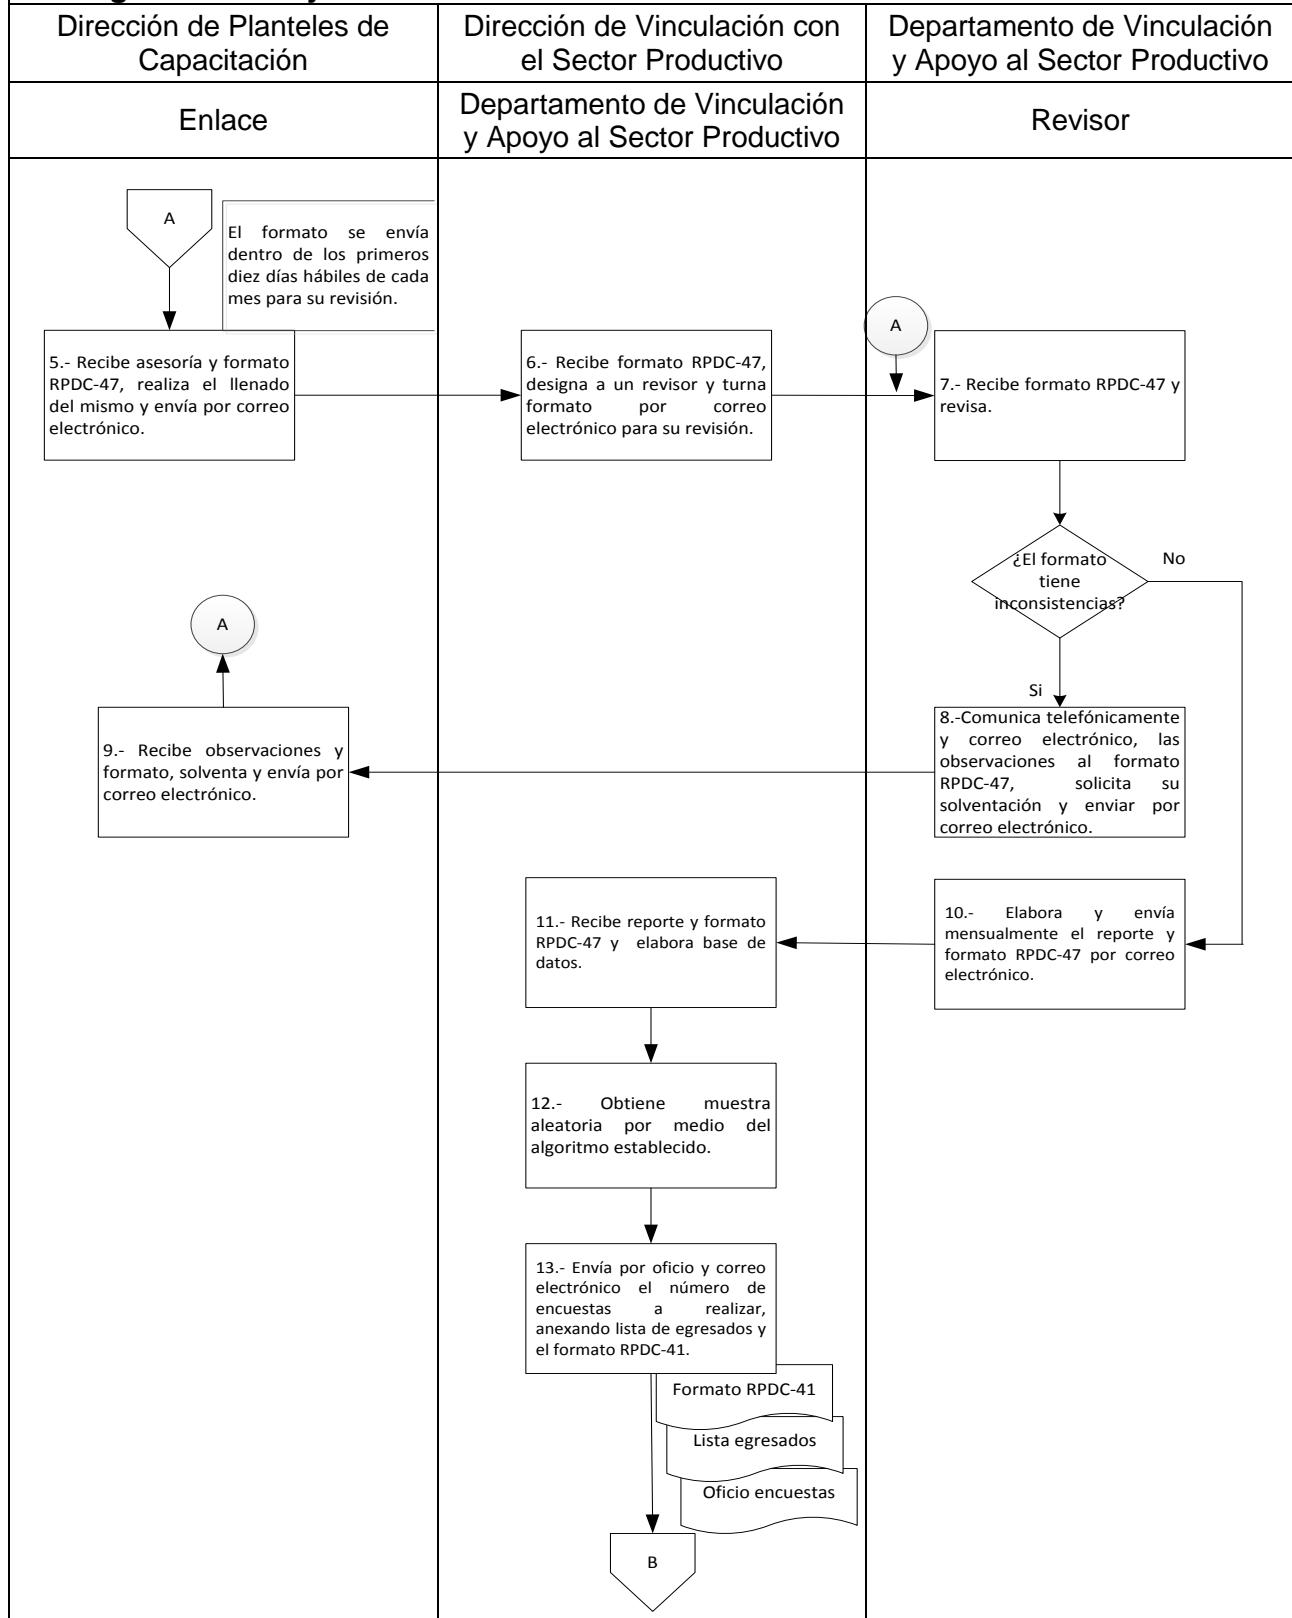 Dirección de Planteles de
Capacitación
Dirección de Vinculación con
el Sector Productivo
Departamento de Vinculación
y Apoyo al Sector Productivo
Enlace
Departamento de Vinculación
y Apoyo al Sector Productivo
Revisor
A
El formato se envía
dentro de los primeros
diez días hábiles de cada
mes para su revisión.
A
5.- Recibe asesoría y formato
RPDC-47, realiza el llenado
del mismo y envía por correo
electrónico.
6.- Recibe formato RPDC-47,
designa a un revisor y turna
formato por correo
electrónico para su revisión.
7.- Recibe formato RPDC-47 y
revisa.
¿El formato
tiene
inconsistencias?
No
Si
A
9.- Recibe observaciones y
formato, solventa y envía por
correo electrónico.
8.-Comunica telefónicamente
y correo electrónico, las
observaciones al formato
RPDC-47, solicita su
solventación y enviar por
correo electrónico.
11.- Recibe reporte y formato
RPDC-47 y elabora base de
datos.
10.- Elabora y envía
mensualmente el reporte y
formato RPDC-47 por correo
electrónico.
12.- Obtiene muestra
aleatoria por medio del
algoritmo establecido.
13.- Envía por oficio y correo
electrónico el número de
encuestas a realizar,
anexando lista de egresados y
el formato RPDC-41.
Formato RPDC-41
Lista egresados
Oficio encuestas
B